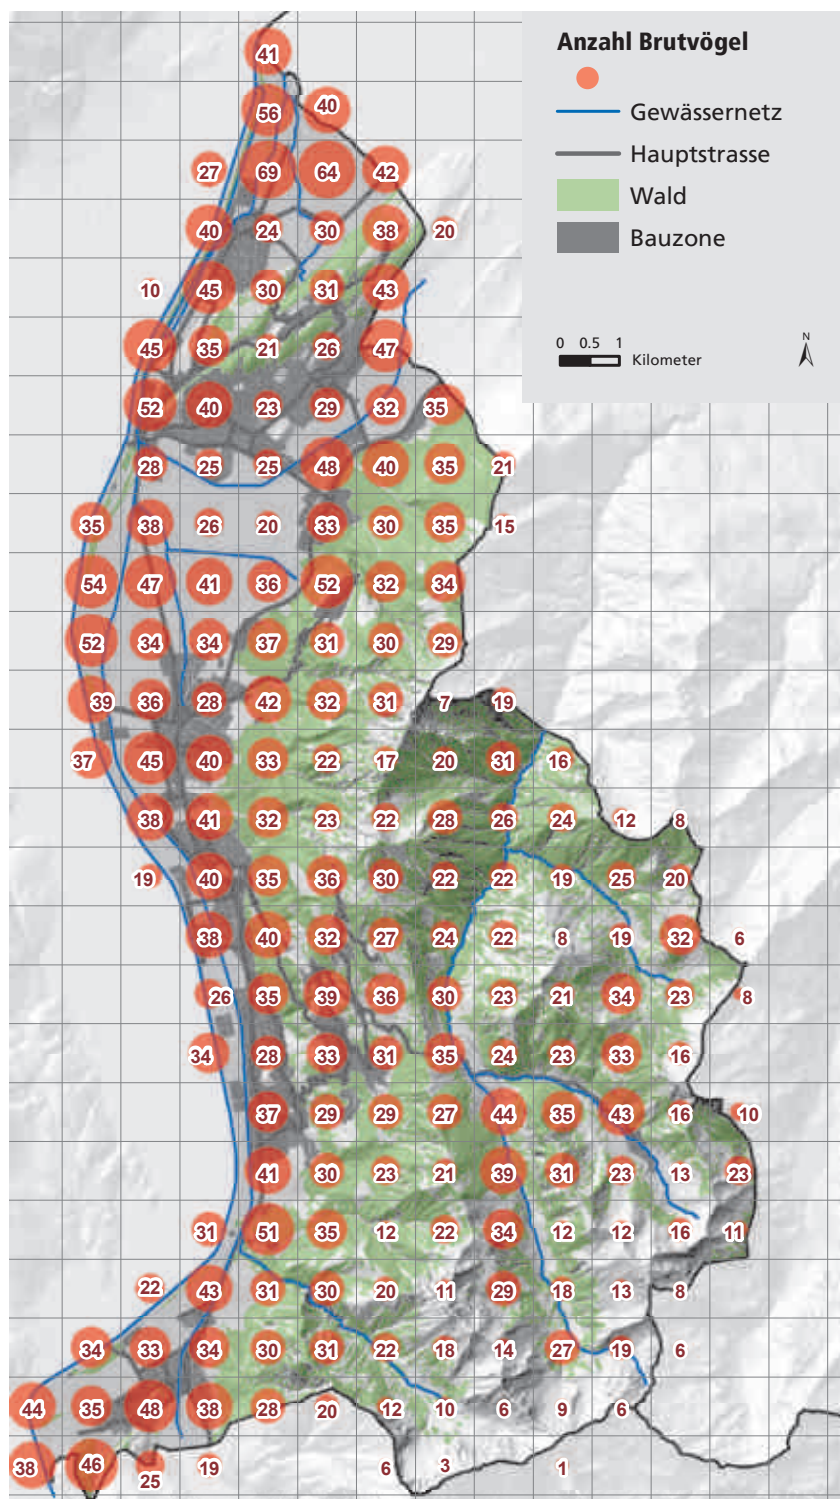 Anzahl Brutvögel
Gewässernetz
Hauptstrasse
Wald
Bauzone
0 0.5 1
Kilometer
N
41
56 40
27 69 64 42
40 24 30 38 20
10 45 30 31 43
45 35 21 26 47
52 40 23 29 32 35
28 25 25 48 40 35 21
35 38 26 20 33 30 35 15
54 47 41 36 52 32 34
52 34 34 37 31 30 29
39 36 28 42 32 31 7 19
37 45 40 33 22 17 20 31 16
38 41 32 23 22 28 26 24 12 8
19 40 35 36 30 22 22 19 25 20
38 40 32 27 24 22 8 19 32 6
26 35 39 36 30 23 21 34 23 8
34 28 33 31 35 24 23 33 16
37 29 29 27 44 35 43 16 10
41 30 23 21 39 31 23 13 23
31 51 35 12 22 34 12 12 16 11
22 43 31 30 20 11 29 18 13 8
34 33 34 30 31 22 18 14 27 19 6
44 35 48 38 28 20 12 10 6 9 6
38 46 25 19 6 3 1